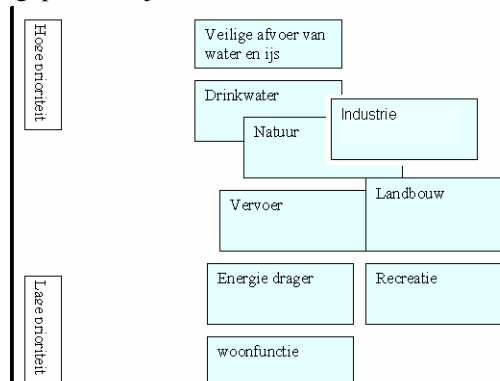 Hoge prioriteit
Veilige afvoer van
water en ijs
Drinkwater
Industrie
Natuur
Landbouw
Vervoer
Energie drager
Recreatie
Lage prioriteit
woonfunctie